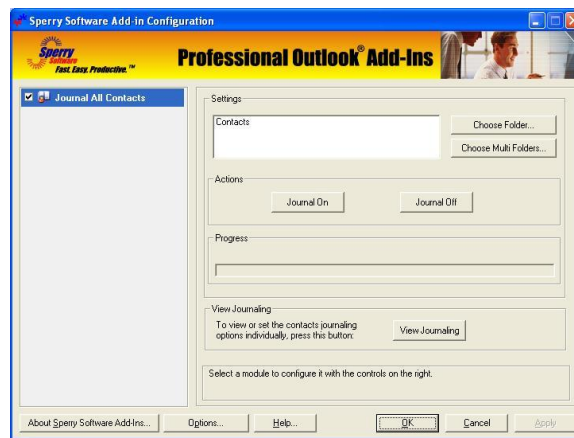 Sperry Software Add-in Configuration
Sperry
Software
Fast. Easy. Productive.™
Professional Outlook® Add-Ins
Journal All Contacts
Settings
Contacts
Choose Folder...
Choose Multi Folders...
Actions
Journal On
Journal Off
Progress
View Journaling
To view or set the contacts journaling
options individually, press this button:
View Journaling
Select a module to configure it with the controls on the right.
About Sperry Software Add-Ins...
Options...
Help...
OK
Cancel
Apply